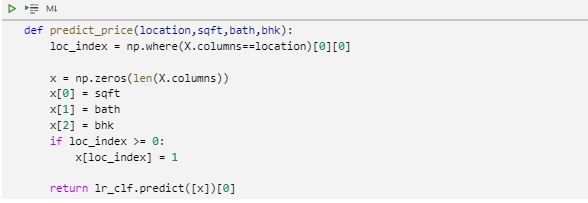 M↓
def predict_price(location,sqft,bath,bhk):
    loc_index = np.where(X.columns==location)[0][0]

    x = np.zeros(len(X.columns))
    x[0] = sqft
    x[1] = bath
    x[2] = bhk
    if loc_index >= 0:
        x[loc_index] = 1

    return lr_clf.predict([x])[0]